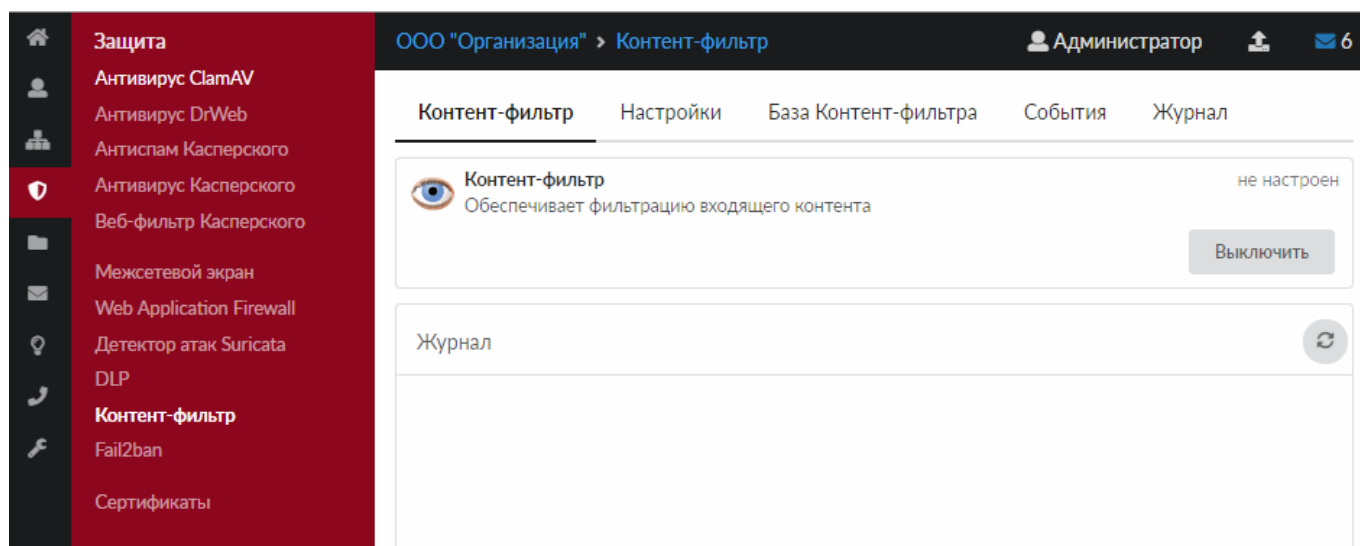 Защита
Антивирус ClamAV
Антивирус DrWeb
Антиспам Касперского
Антивирус Касперского
Веб-фильтр Касперского
Межсетевой экран
Web Application Firewall
Детектор атак Suricata
DLP
Контент-фильтр
Fail2ban
Сертификаты
ООО "Организация" > Контент-фильтр
Администратор
6
Контент-фильтр Настройки База Контент-фильтра События Журнал
Контент-фильтр
не настроен
Обеспечивает фильтрацию входящего контента
Выключить
Журнал